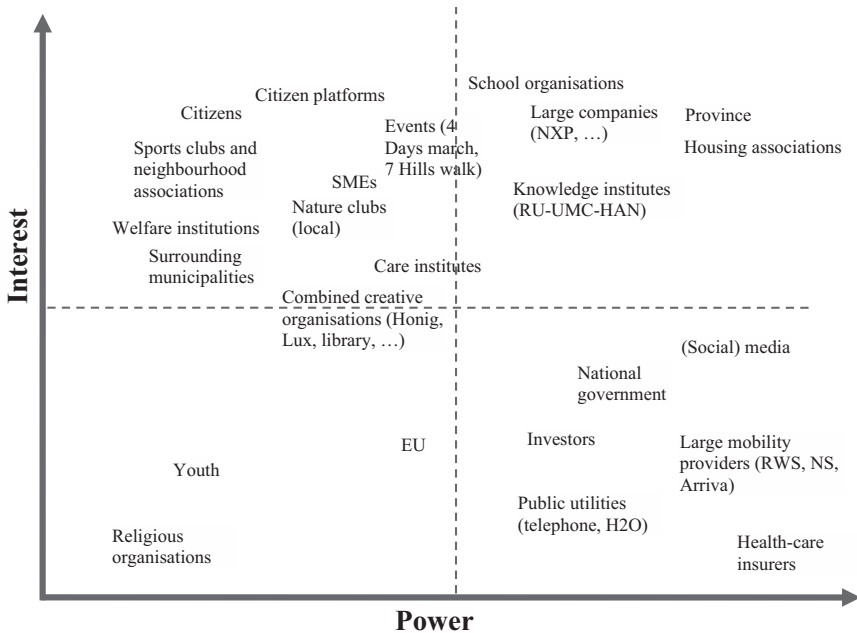 School organisations
Citizen platforms
Citizens
Large companies
(NXP, …)
Province
Events (4
Days march,
7 Hills walk)
Sports clubs and
neighbourhood
associations
Housing associations
SMEs
Knowledge institutes
(RU-UMC-HAN)
Nature clubs
(local)
Welfare institutions
Surrounding
municipalities
Care institutes
Interest
Combined creative
organisations (Honig,
Lux, library, …)
(Social) media
National
government
EU
Investors
Large mobility
providers (RWS, NS,
Arriva)
Youth
Public utilities
(telephone, H2O)
Religious
organisations
Health-care
insurers
Power